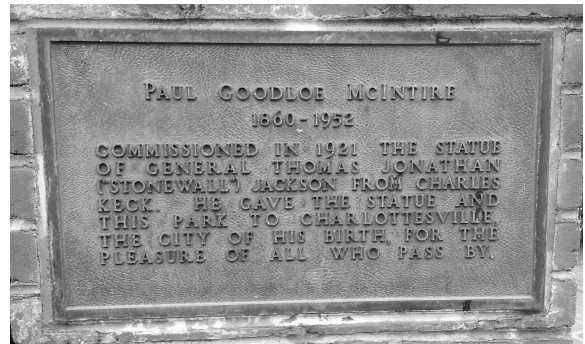 PAUL GOODLOE McINTIRE
1860-1952
COMMISSIONED IN 1921 THE STATUE
OF GENERAL THOMAS JONATHAN
("STONEWALL") JACKSON FROM CHARLES
KECK. HE GAVE THE STATUE AND
THIS PARK TO CHARLOTTESVILLE,
THE CITY OF HIS BIRTH, FOR THE
PLEASURE OF ALL WHO PASS BY.